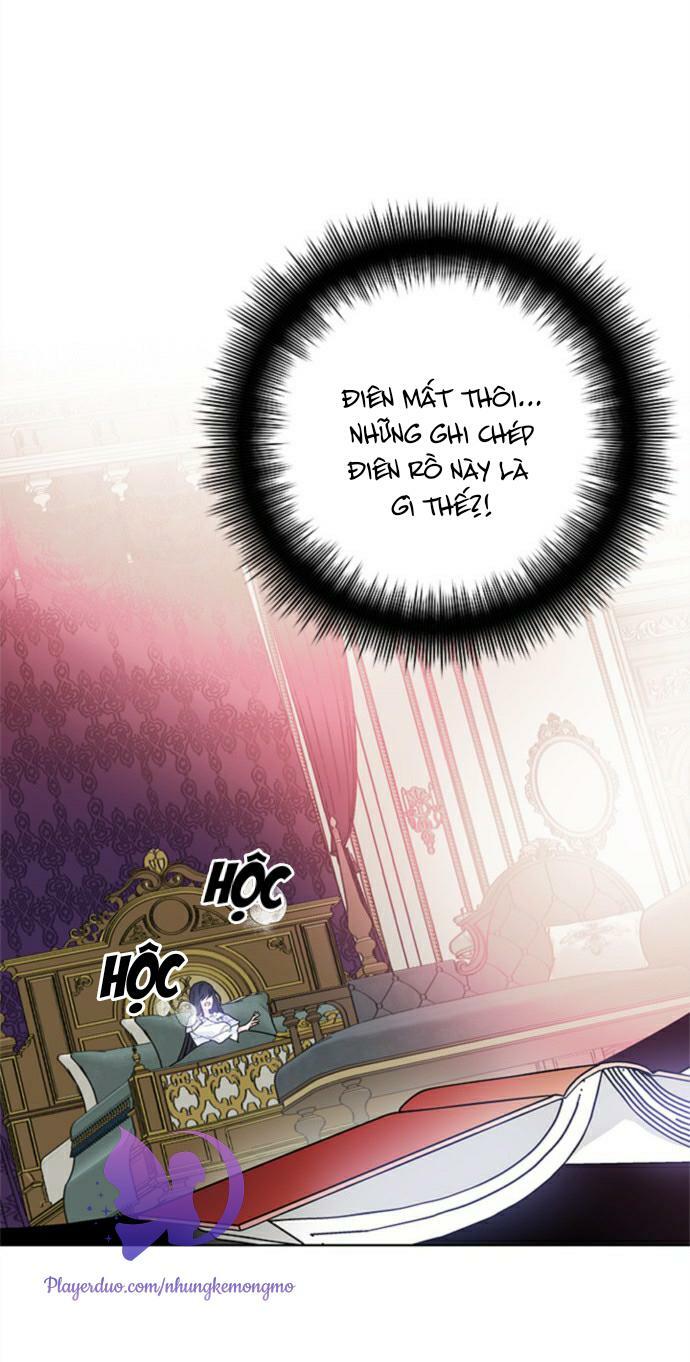 ĐIÊN MẤT THÔI...
NHỮNG GHI CHÉP
ĐIÊN RỒ NÀY LÀ
GÌ THẾ?!
HỘC
HỘC
Playerduo.com/nhungkemongmo